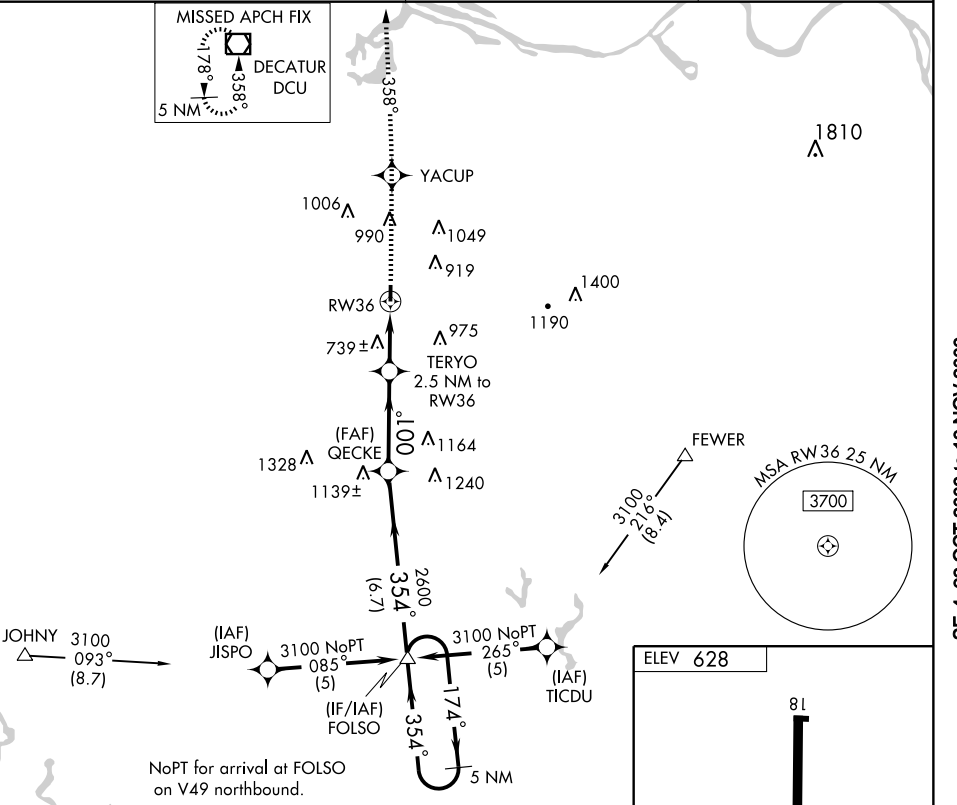 MISSED APCH FIX
178°
358°
DECATUR
DCU
5 NM
358°
1810
YACUP
1006
990
1049
919
1400
1190
RW36
739±
975
TERYO
2.5 NM to
RW36
001°
(FAF)
QECKE
1164
1328
1139±
1240
FEWER
3100
216°
(8.4)
MSA RW36 25 NM
3700
2600
354°
(6.7)
JOHNY
3100
093°
(8.7)
(IAF)
JISPO
3100 NoPT
085°
(5)
3100 NoPT
265°
(5)
(IAF)
TICDU
(IF/IAF)
FOLSO
354°
174°
5 NM
NoPT for arrival at FOLSO
on V49 northbound.
ELEV 628
18